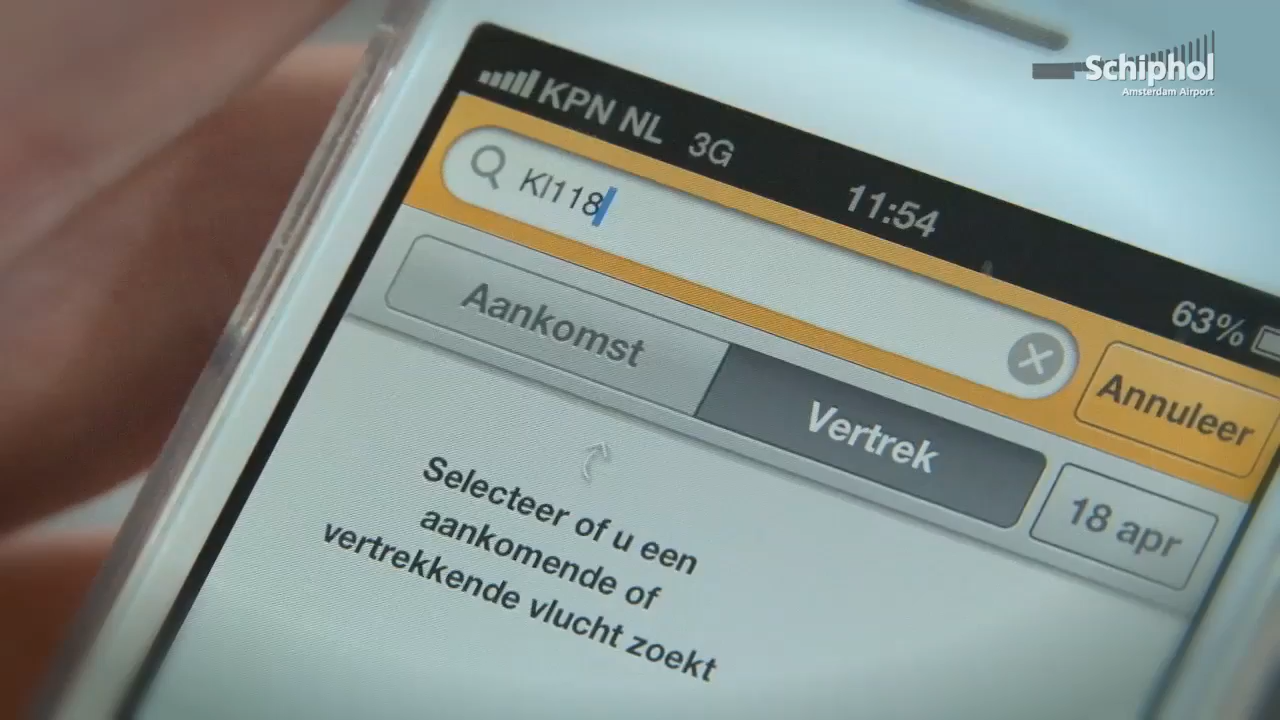 Schiphol
Amsterdam Airport
KPN NL 3G 11:54 63%
Kl118
Annuleer
Aankomst Vertrek 18 apr
Selecteer of u een
aankomende of
vertrekkende vlucht zoekt